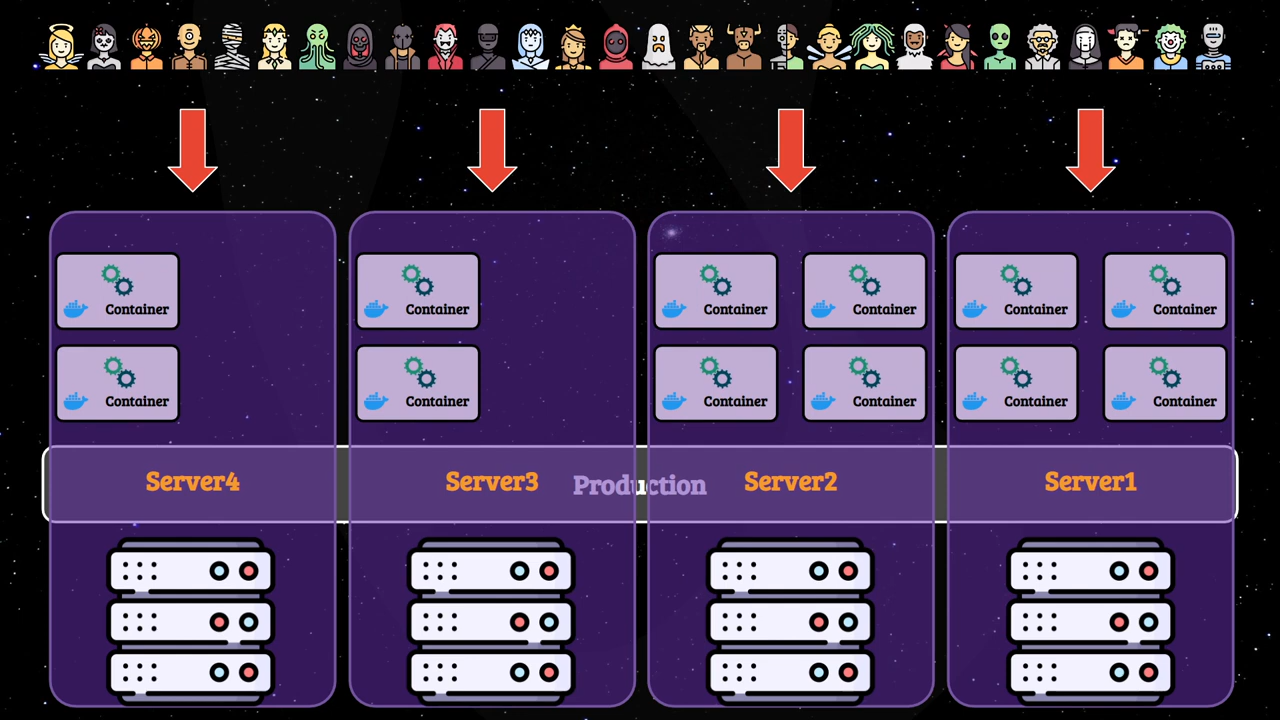 Container
Container
Container
Container
Container
Container
Container
Container
Container
Container
Container
Container
Server4
Server3
Production
Server2
Server1